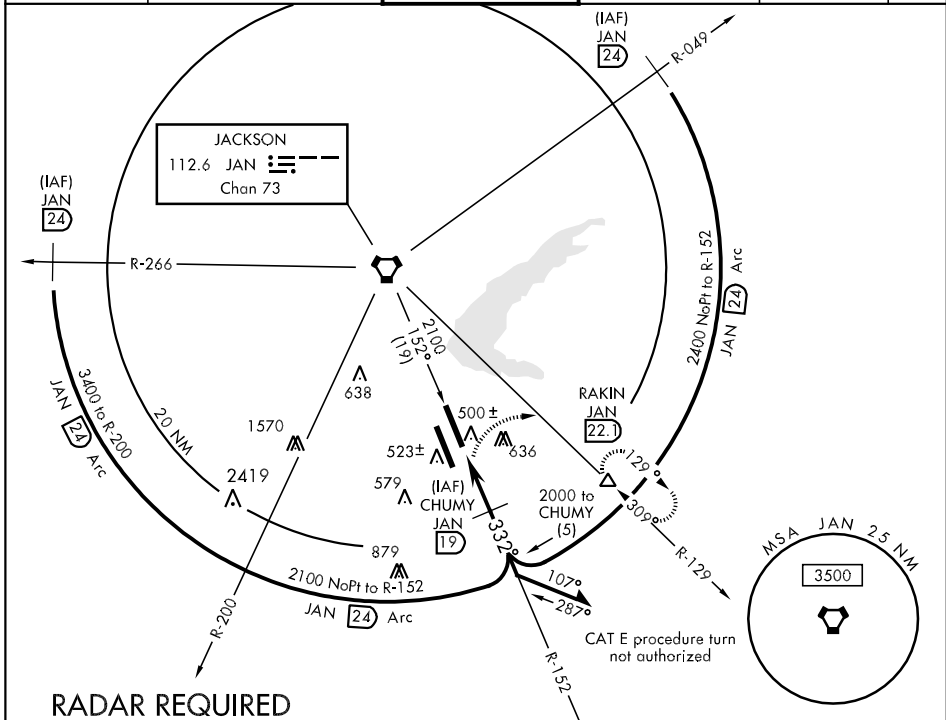 (IAF)
JAN
24
R-049
JACKSON
112.6 JAN
Chan 73
(IAF)
JAN
24
R-266
2100
152°
(19)
2400 NoPt to R-152
JAN 24 Arc
3400 to R-200
JAN 24 Arc
20 NM
638
1570
500±
636
523±
2419
579
(IAF)
CHUMY
JAN
19
RAKIN
JAN
22.1
129°
309°
2000 to
CHUMY
(5)
332°
879
2100 NoPt to R-152
JAN 24 Arc
107°
287°
R-129
R-200
R-152
CAT E procedure turn
not authorized
MSA JAN 25 NM
3500
RADAR REQUIRED